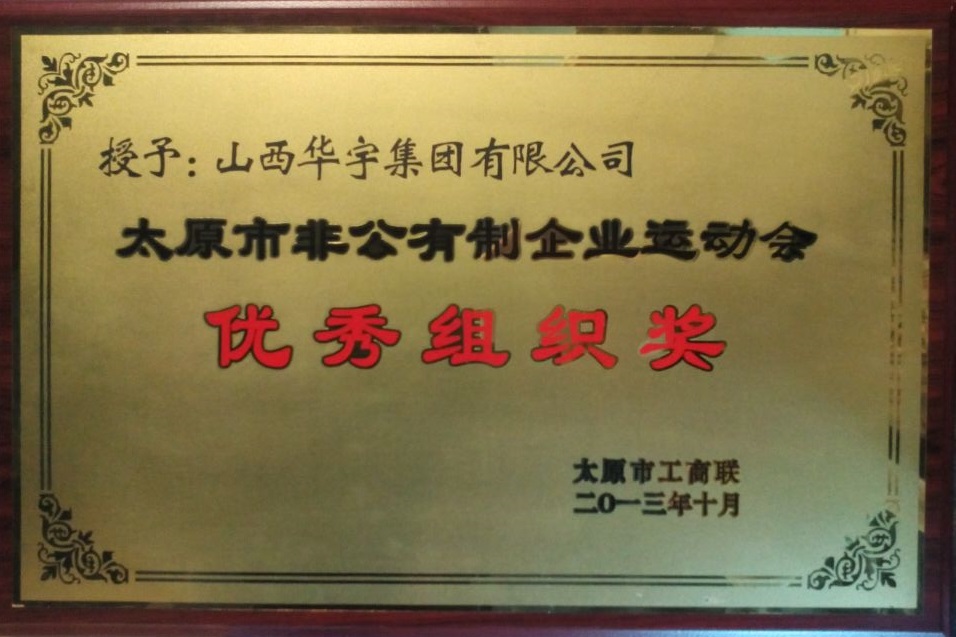 授予：山西华宇集团有限公司
太原市非公有制企业运动会
优秀组织奖
太原市工商联
二0一三年十月